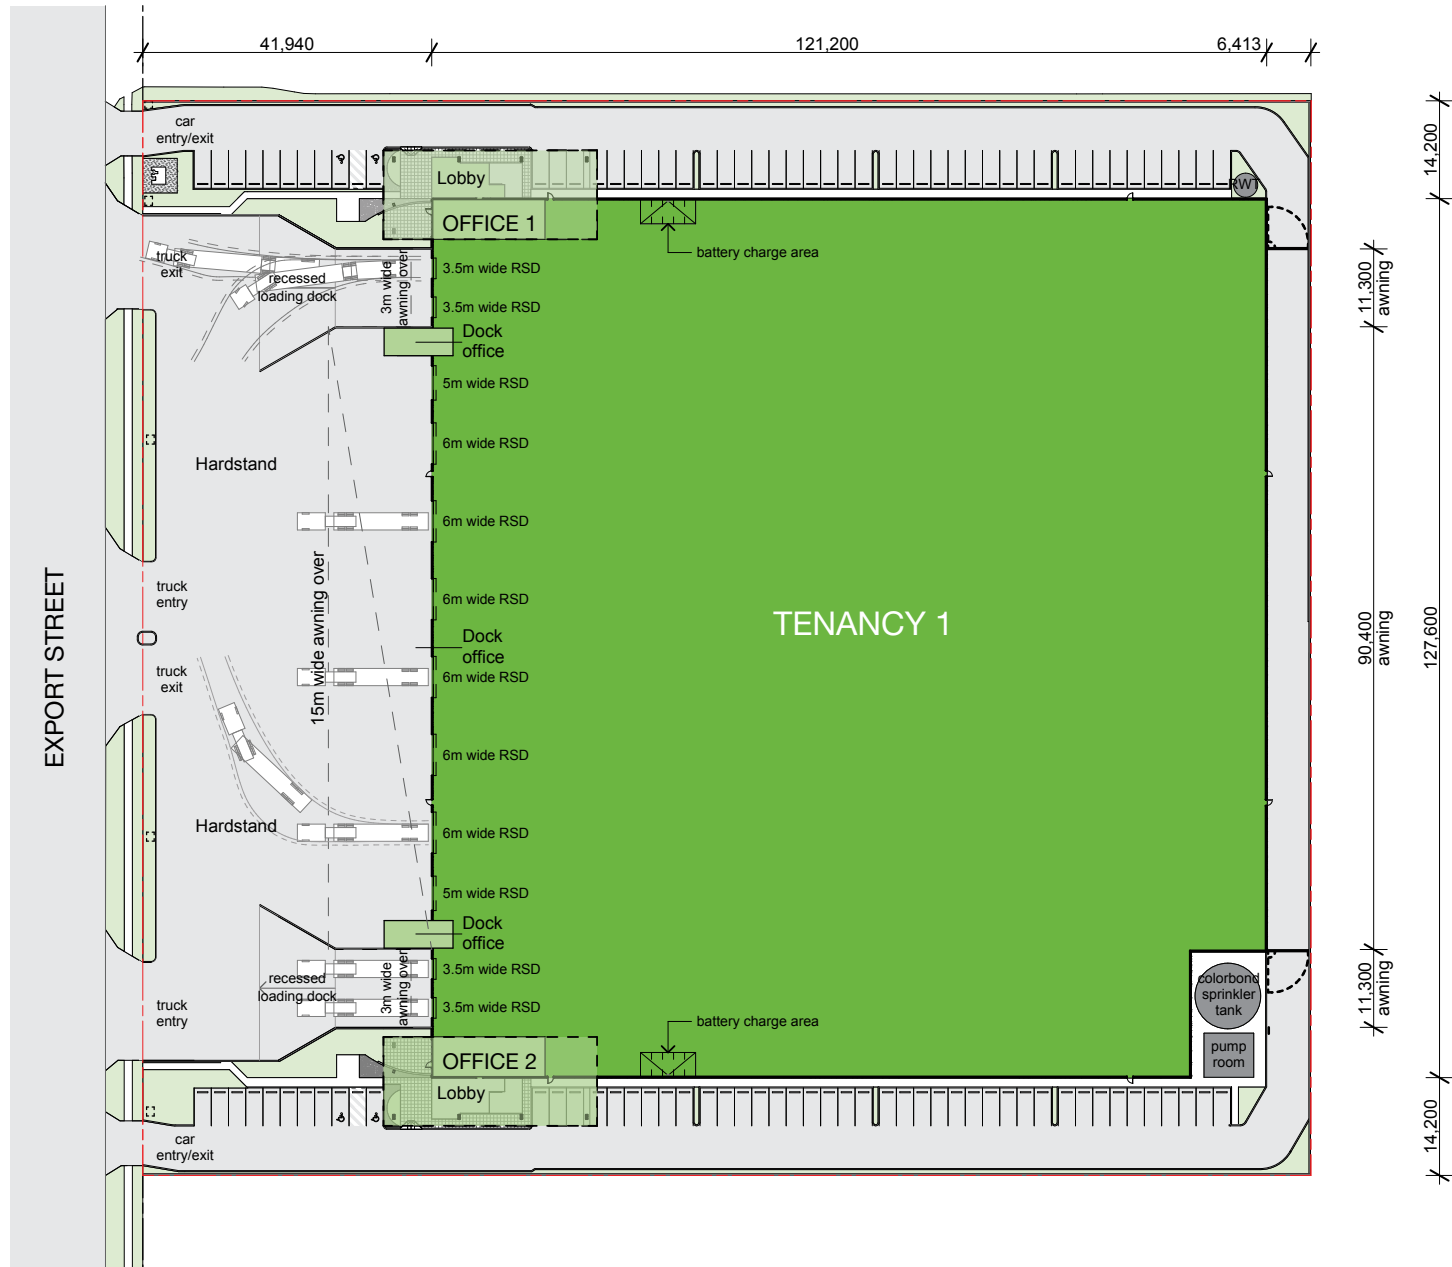 41,940
121,200
6,413
car
entry/exit
Lobby
OFFICE 1
RWT
14,200
battery charge area
truck
exit
recessed
loading dock
3m wide
awning over
3.5m wide RSD
3.5m wide RSD
11,300
awning
Dock
office
5m wide RSD
6m wide RSD
Hardstand
6m wide RSD
15m wide awning over
truck
entry
6m wide RSD
TENANCY 1
Dock
office
EXPORT STREET
90,400
awning
127,600
truck
exit
6m wide RSD
6m wide RSD
Hardstand
6m wide RSD
5m wide RSD
Dock
office
recessed
loading dock
3m wide
awning over
3.5m wide RSD
3.5m wide RSD
colorbond
sprinkler
tank
11,300
awning
truck
entry
battery charge area
pump
room
OFFICE 2
Lobby
car
entry/exit
14,200